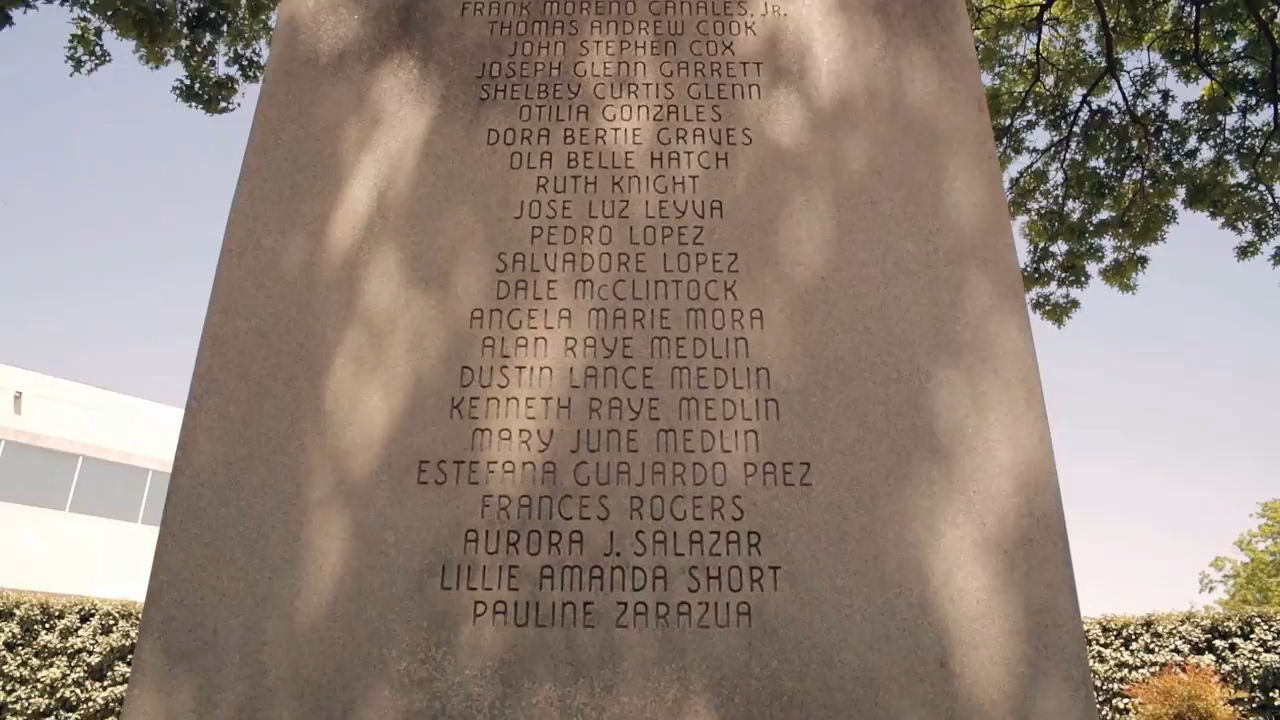 FRANK MORENO CANALES, JR.
THOMAS ANDREW COOK
JOHN STEPHEN COX
JOSEPH GLENN GARRETT
SHELBEY CURTIS GLENN
OTILIA GONZALES
DORA BERTIE GRAVES
OLA BELLE HATCH
RUTH KNIGHT
JOSE LUZ LEYVA
PEDRO LOPEZ
SALVADORE LOPEZ
DALE McCLINTOCK
ANGELA MARIE MORA
ALAN RAYE MEDLIN
DUSTIN LANCE MEDLIN
KENNETH RAYE MEDLIN
MARY JUNE MEDLIN
ESTEFANA GUAJARDO PAEZ
FRANCES ROGERS
AURORA J. SALAZAR
LILLIE AMANDA SHORT
PAULINE ZARAZUA